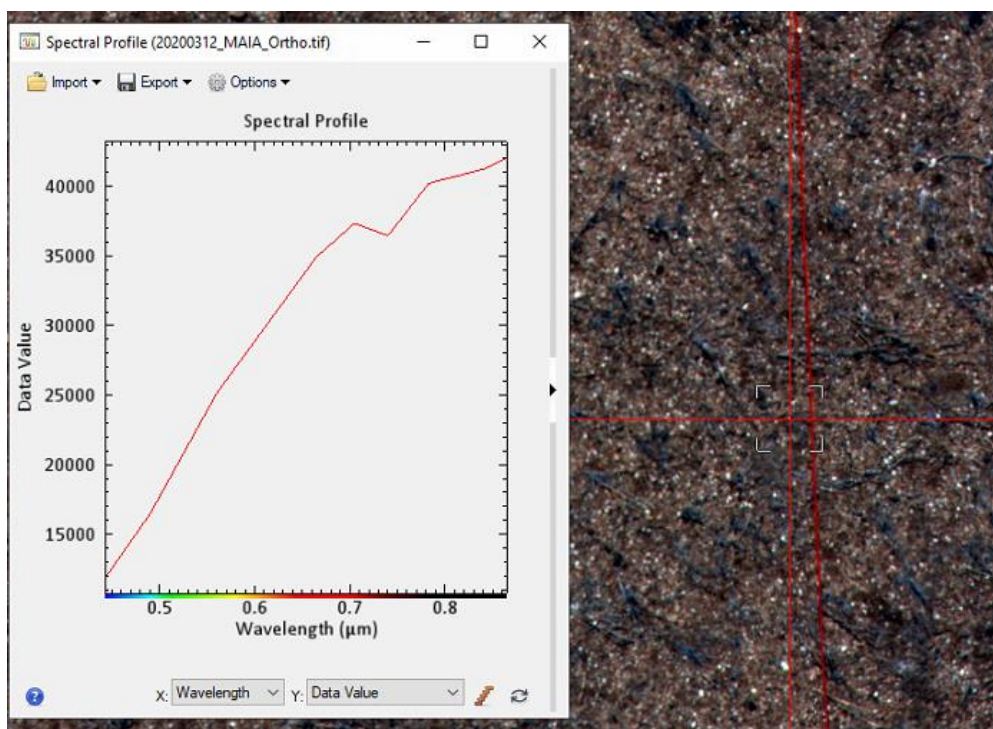 Spectral Profile (20200312_MAIA_Ortho.tif)
Import Export Options
Spectral Profile
40000
35000
30000
25000
20000
15000
Data Value
0.5 0.6 0.7 0.8
Wavelength (µm)
? X: Wavelength Y: Data Value